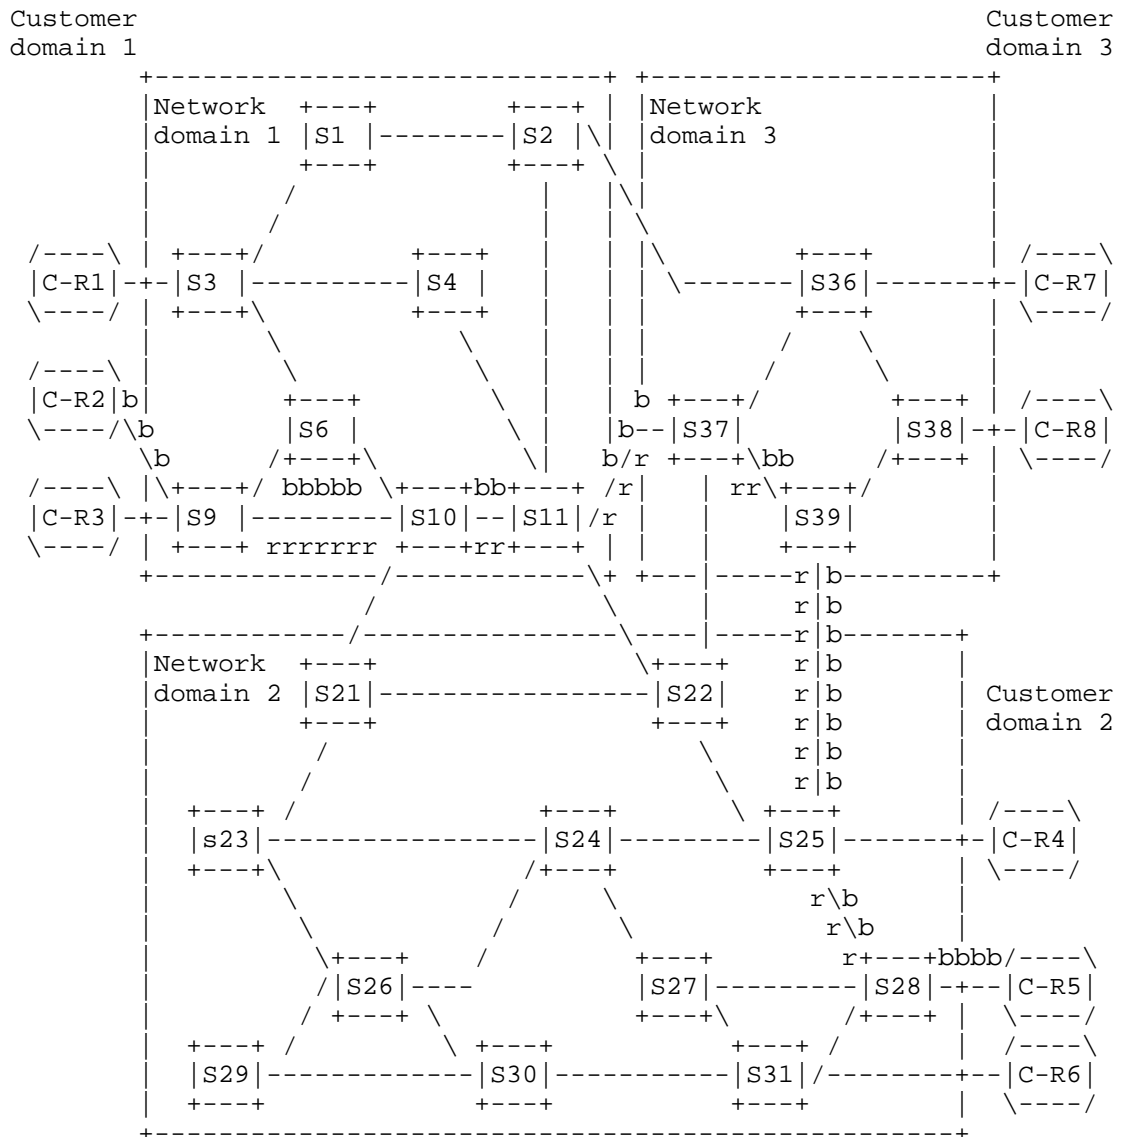 Customer                                              Customer
domain 1                                              domain 3
Network                        Network
domain 1 S1 S2 domain 3
C-R1 S3 S4 S36 C-R7
C-R2 b b
b S6 b S37 S38 C-R8
b b r bb
bbbbb bb r rr
C-R3 S9 S10 S11 r S39
rrrrrrr rr
r b
r b
r b
Network r b
domain 2 S21 S22 r b Customer
r b domain 2
r b
r b
s23 S24 S25 C-R4
r b
r b
r bbbb
S26 S27 S28 C-R5
S29 S30 S31 C-R6